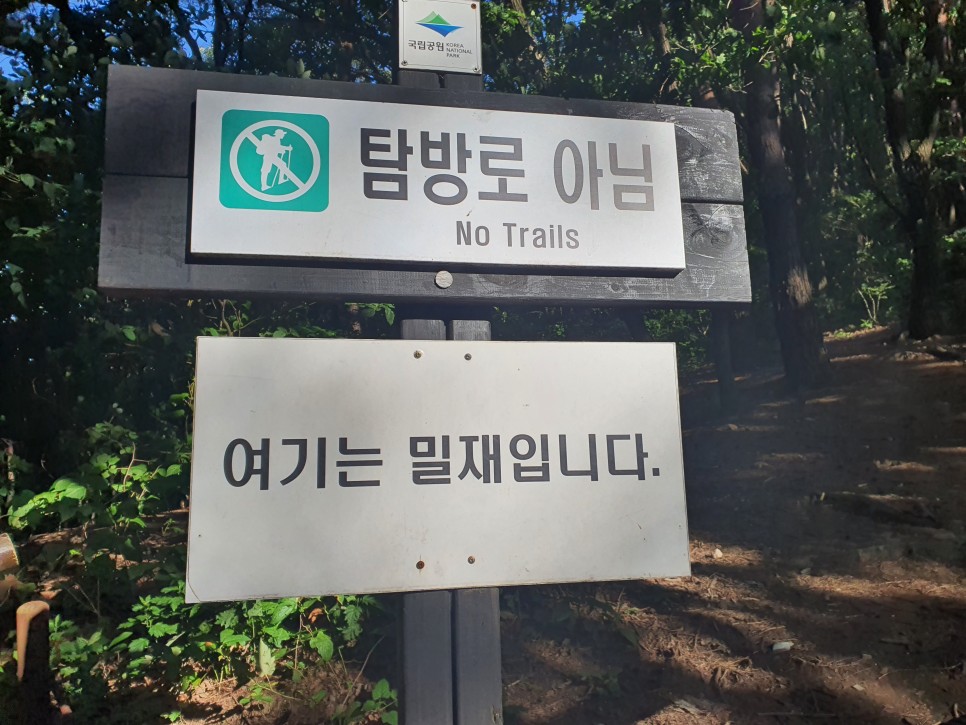 국립공원 KOREA
NATIONAL
PARK
탐방로 아님
No Trails
여기는 밀재입니다.